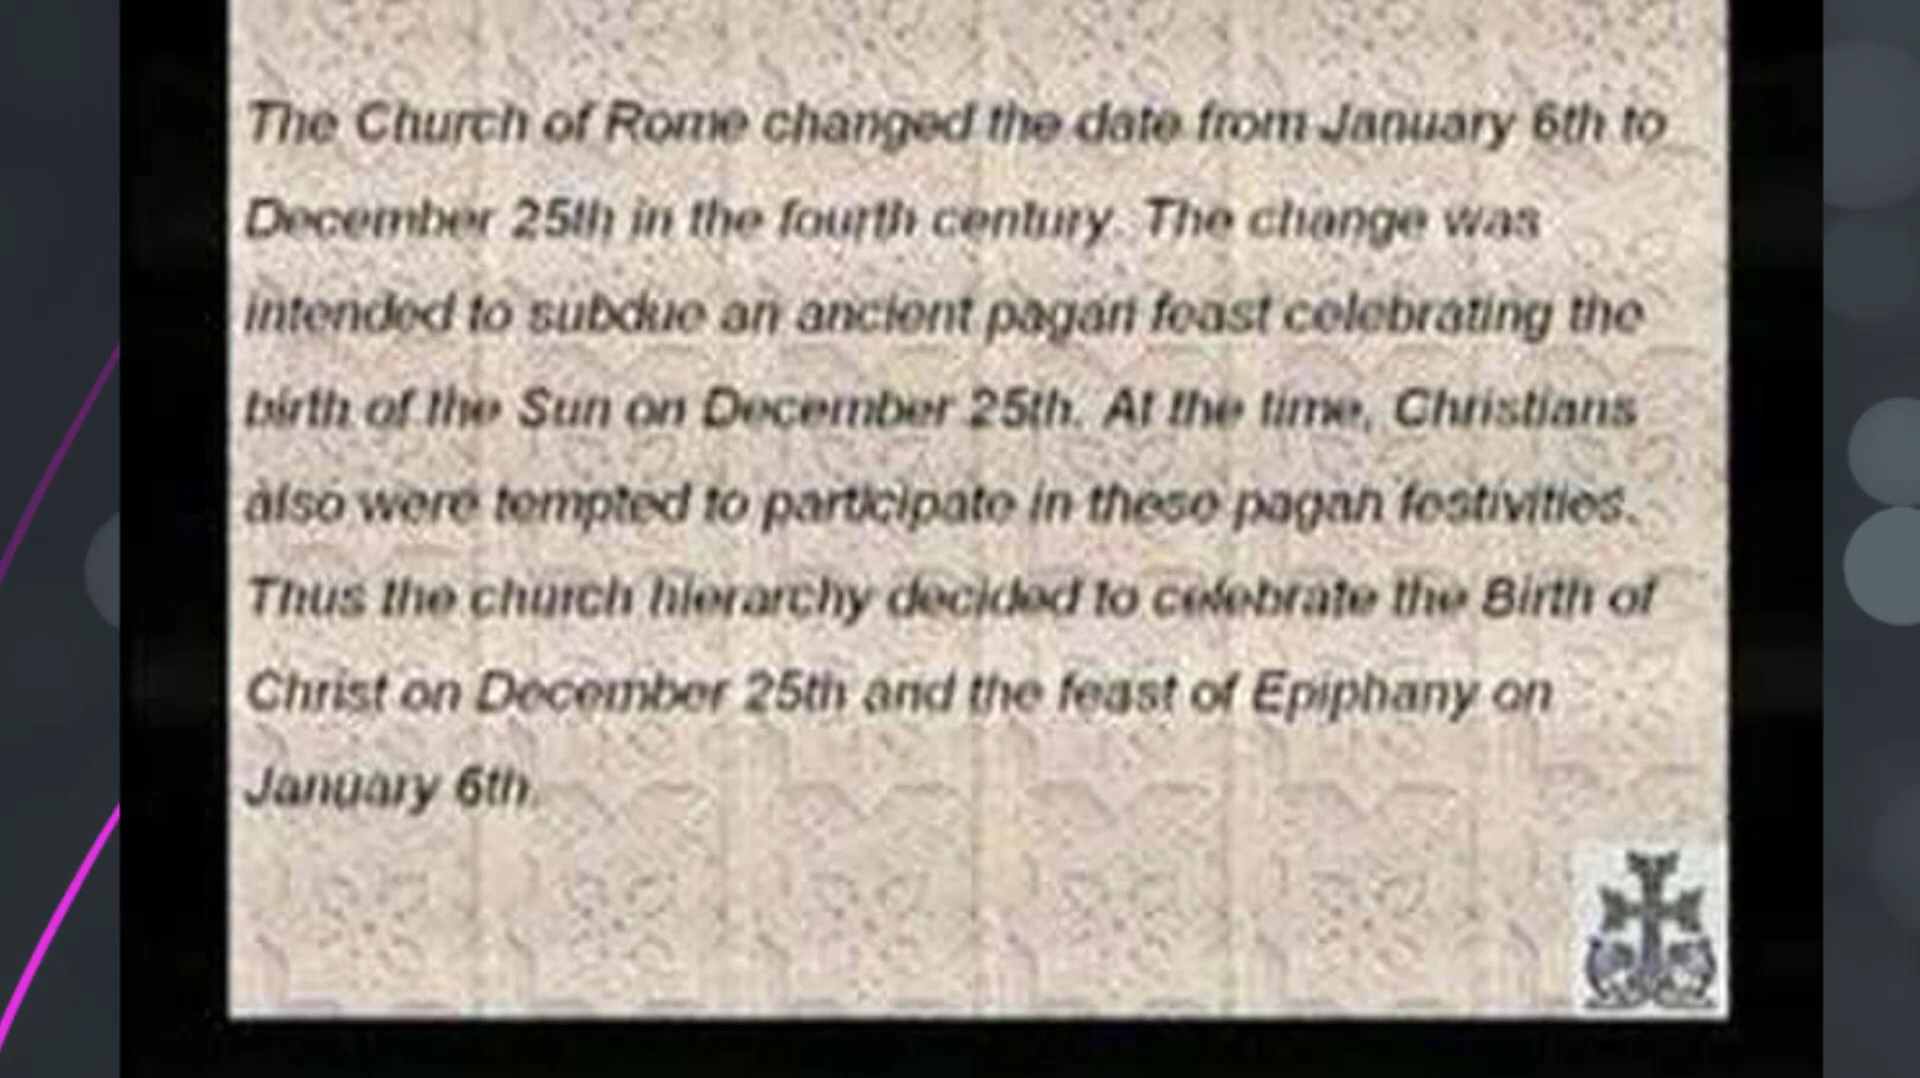 The Church of Rome changed the date from January 6th to
December 25th in the fourth century. The change was
intended to subdue an ancient pagan feast celebrating the
birth of the Sun on December 25th. At the time, Christians
also were tempted to participate in these pagan festivities.
Thus the church hierarchy decided to celebrate the Birth of
Christ on December 25th and the feast of Epiphany on
January 6th.